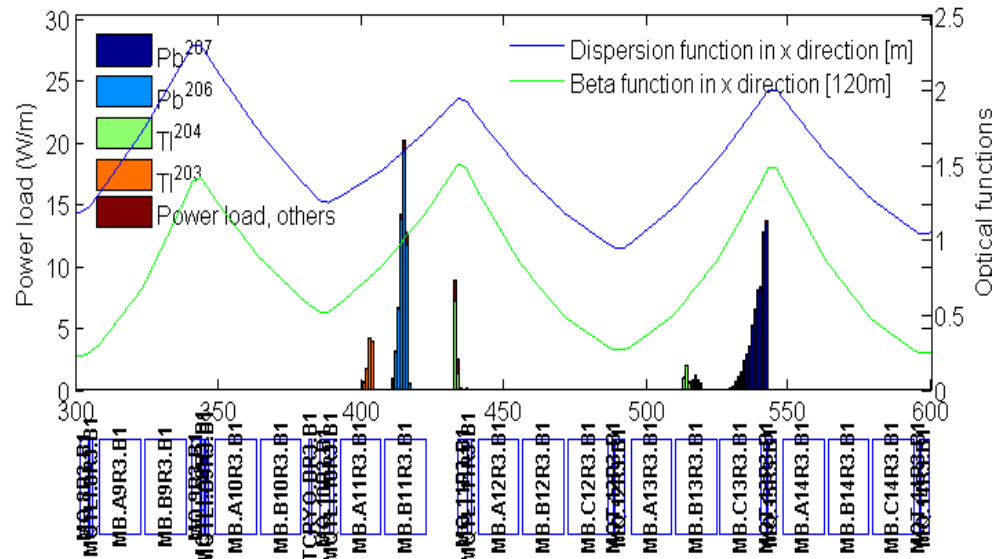 30
25
20
15
10
5
0
Power load (W/m)
Pb207
Pb206
Tl204
Tl203
Power load, others
Dispersion function in x direction [m]
Beta function in x direction [120m]
2.5
2
1.5
1
0.5
0
Optical functions
300
350
400
450
500
550
600
MB.A9R3.B1
MB.B9R3.B1
MB.A10R3.B1
MB.B10R3.B1
MB.A11R3.B1
MB.B11R3.B1
MB.A12R3.B1
MB.B12R3.B1
MB.C12R3.B1
MB.A13R3.B1
MB.B13R3.B1
MB.C13R3.B1
MB.A14R3.B1
MB.B14R3.B1
MB.C14R3.B1